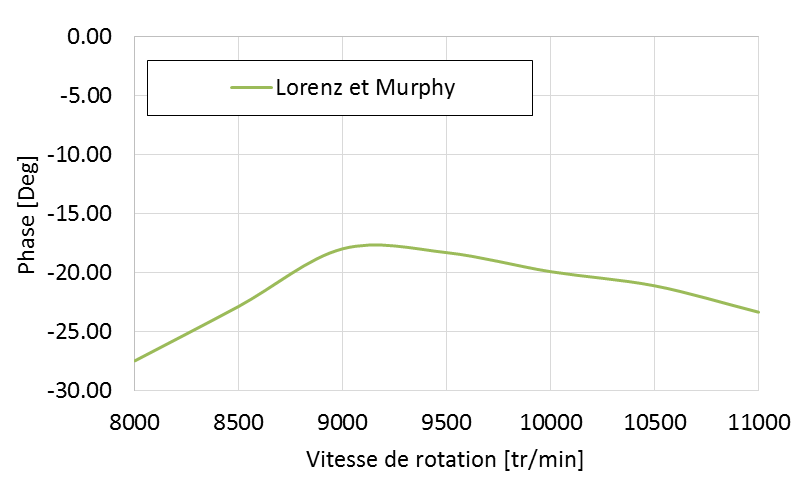 0.00
-5.00
-10.00
-15.00
-20.00
-25.00
-30.00
Phase [Deg]
Lorenz et Murphy
8000 8500 9000 9500 10000 10500 11000
Vitesse de rotation [tr/min]